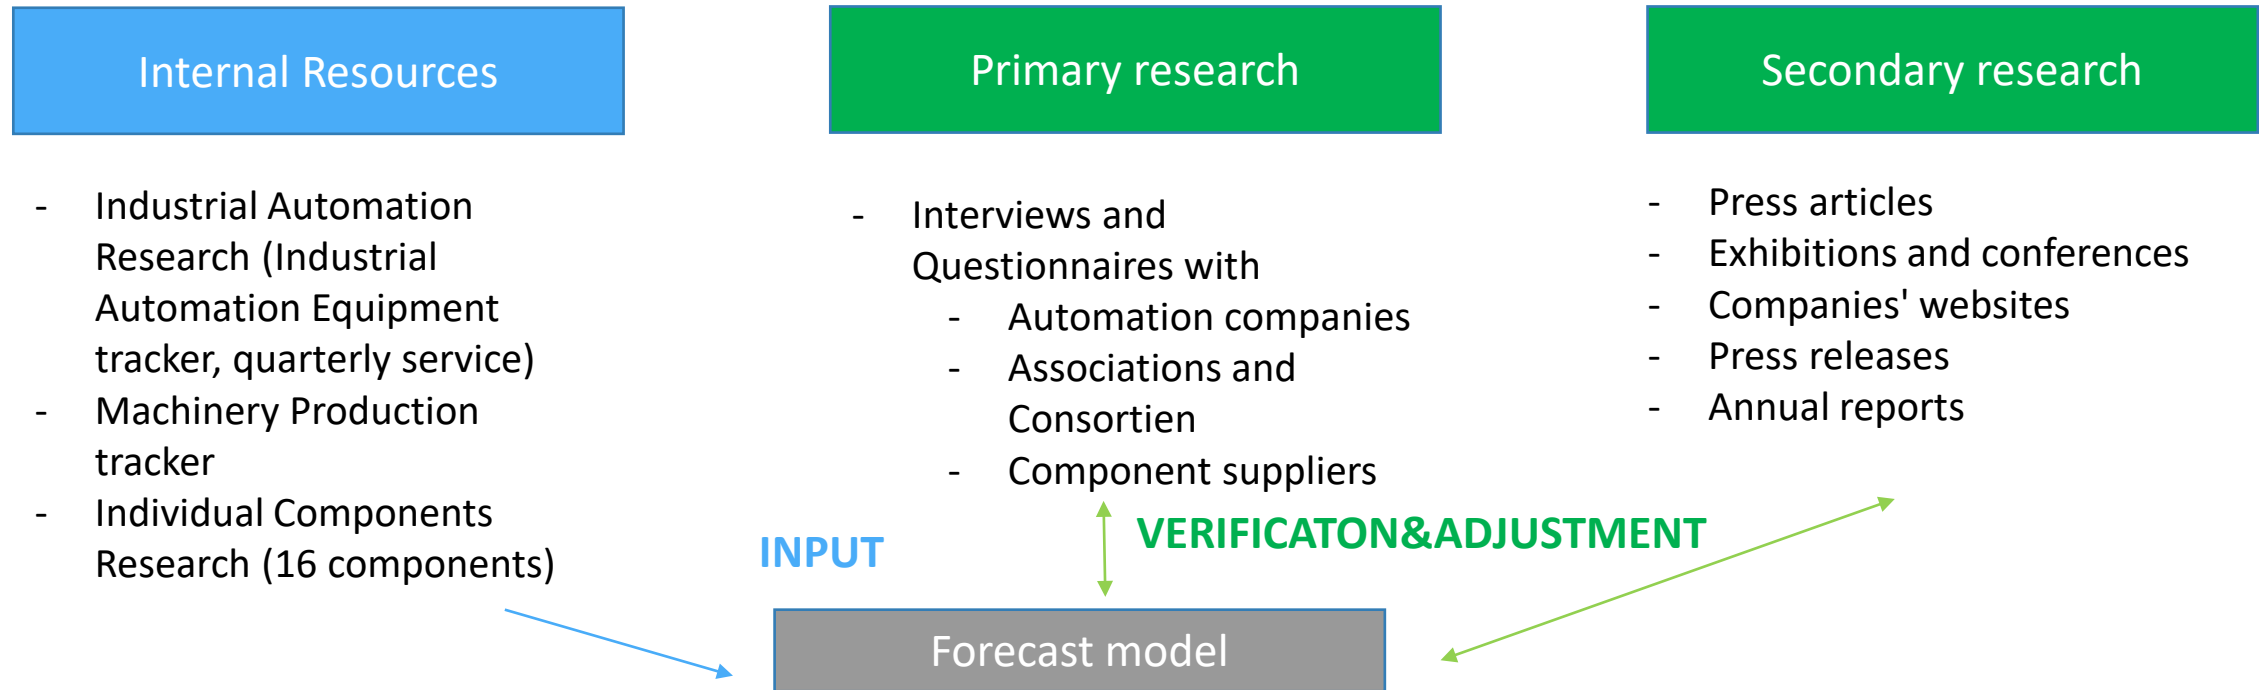 Internal Resources
- Industrial Automation
Research (Industrial
Automation Equipment
tracker, quarterly service)
- Machinery Production
tracker
- Individual Components
Research (16 components)
Primary research
- Interviews and
Questionnaires with
- Automation companies
- Associations and
Consortien
- Component suppliers
Secondary research
- Press articles
- Exhibitions and conferences
- Companies' websites
- Press releases
- Annual reports
INPUT
VERIFICATON&ADJUSTMENT
Forecast model